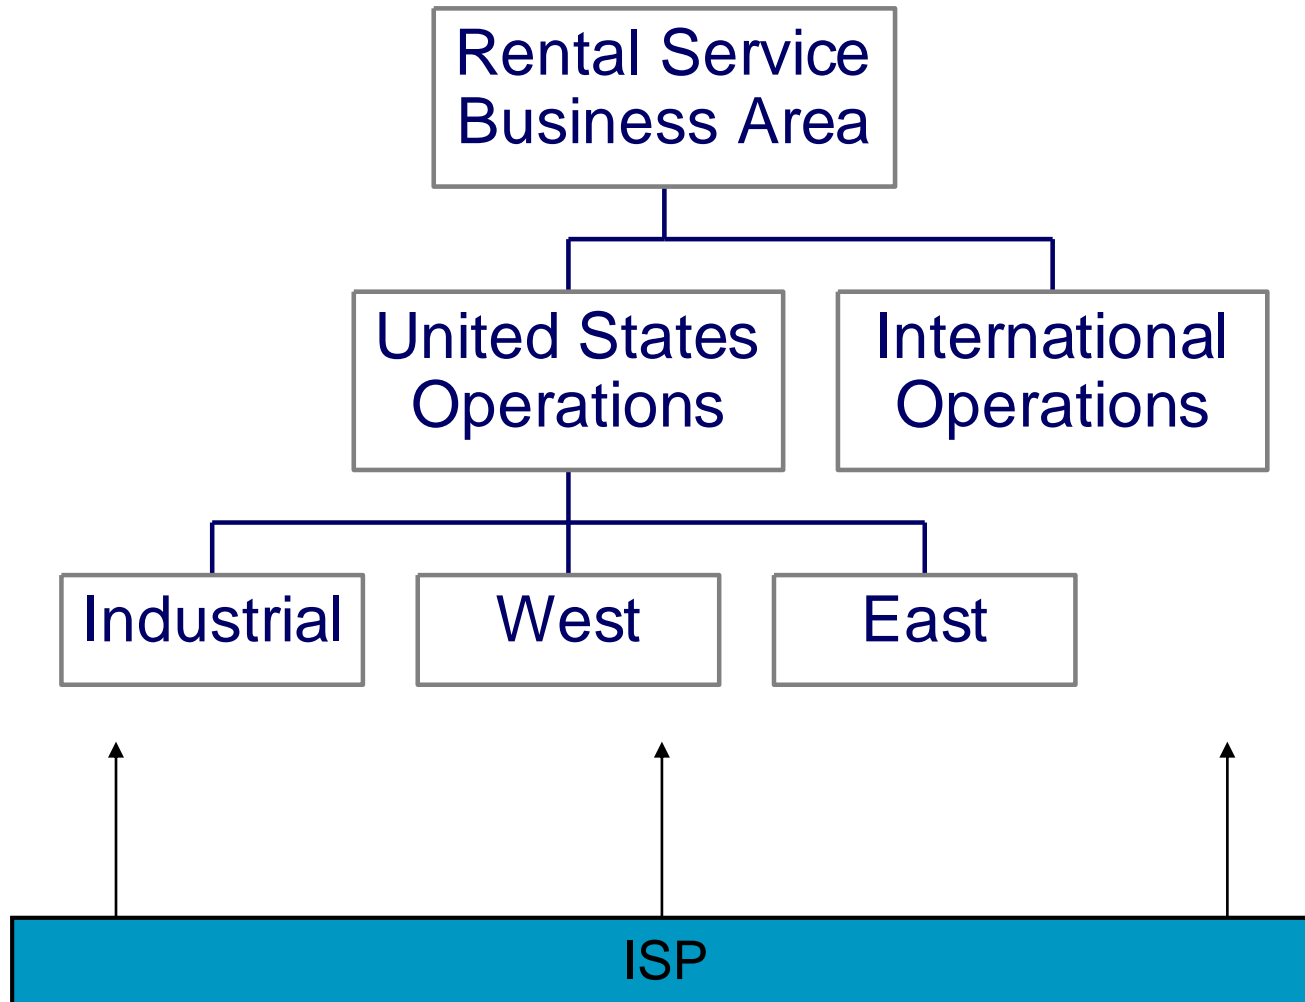 Rental Service
Business Area
United States
Operations
International
Operations
Industrial
West
East
ISP